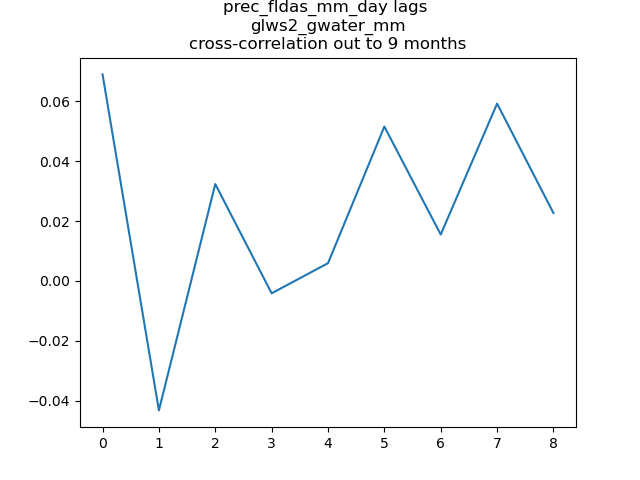 prec_fldas_mm_day lags
glws2_gwater_mm
cross-correlation out to 9 months
0.06
0.04
0.02
0.00
−0.02
−0.04
0 1 2 3 4 5 6 7 8